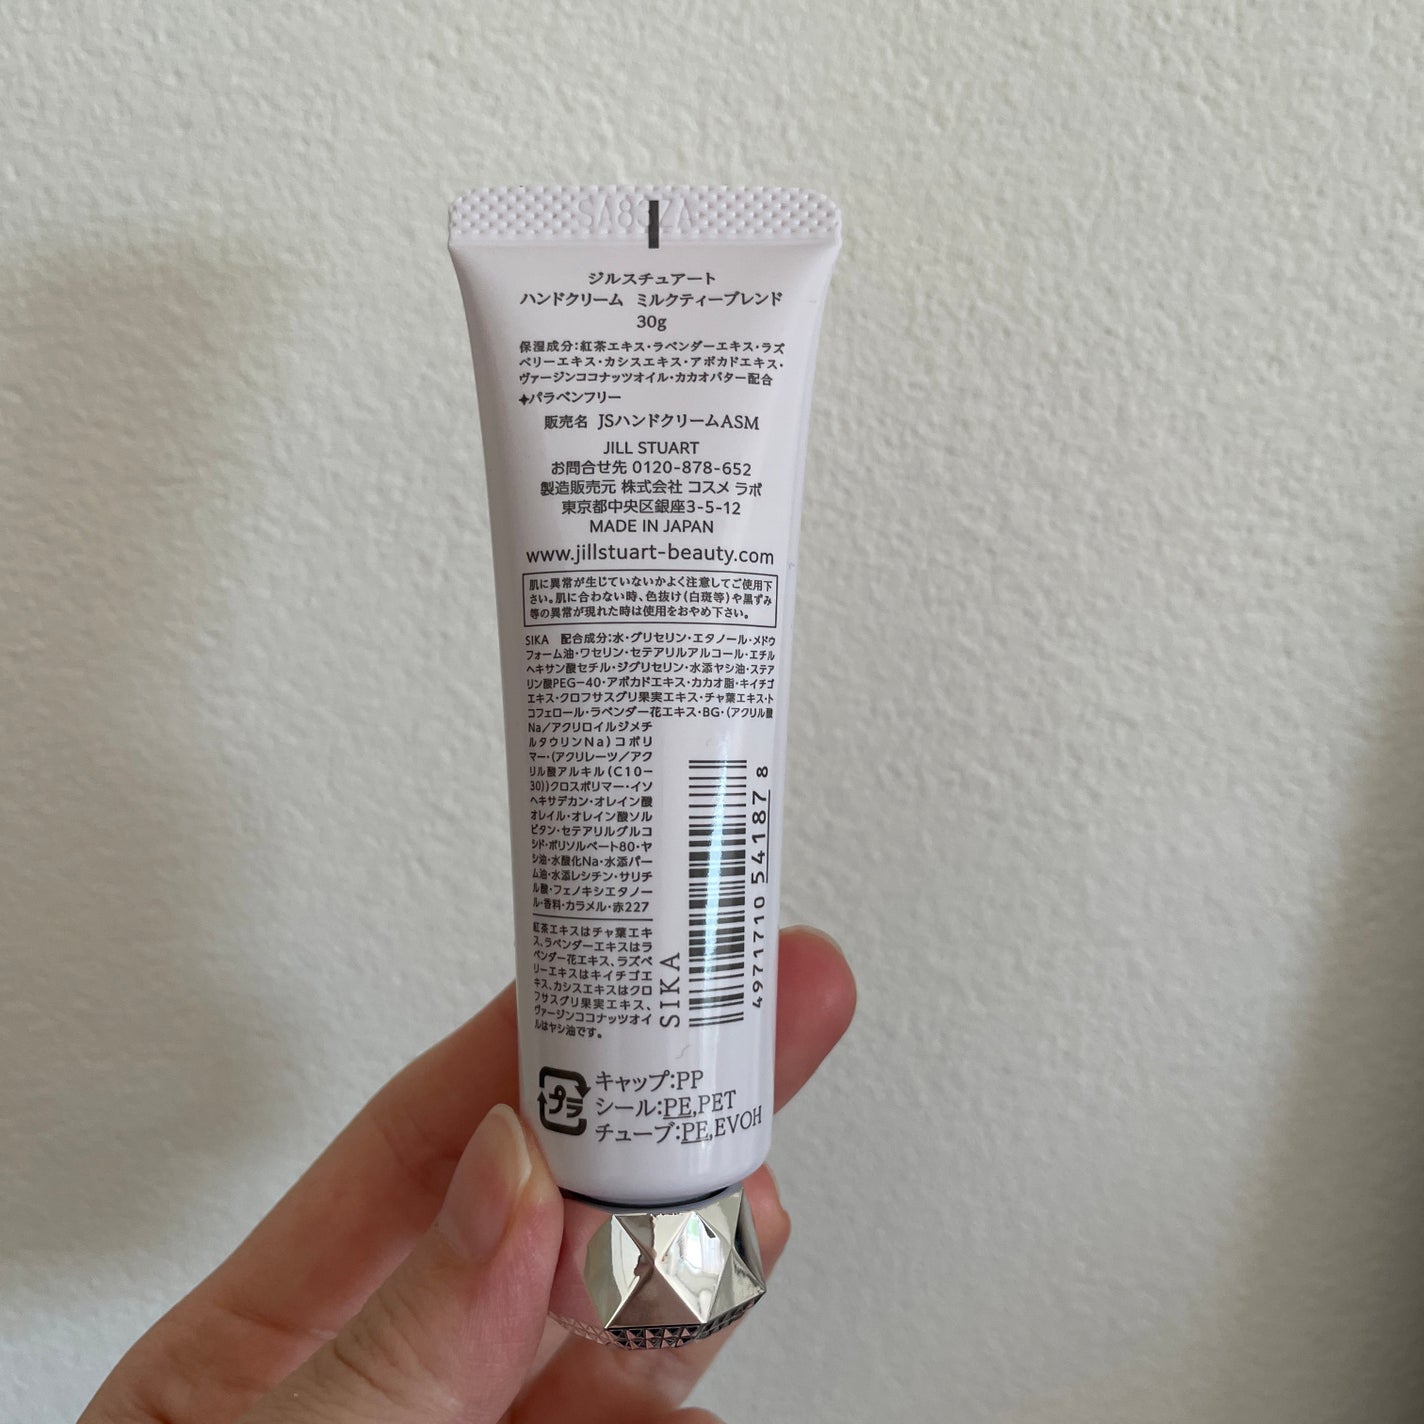 SA83ZA
ジルスチュアート
ハンドクリーム ミルクティーブレンド
30g
保湿成分:紅茶エキス・ラベンダーエキス・ラズ
ベリーエキス・カシスエキス・アボカドエキス・
ヴァージンココナッツオイル・カカオバター配合
✦パラベンフリー
販売名 JSハンドクリームASM
JILL STUART
お問合せ先 0120-878-652
製造販売元 株式会社 コスメ ラボ
東京都中央区銀座3-5-12
MADE IN JAPAN
www.jillstuart-beauty.com
肌に異常が生じていないかよく注意してご使用下
さい。肌に合わない時、色抜け(白斑等)や黒ずみ
等の異常が現れた時は使用をおやめ下さい。
SIKA 配合成分:水・グリセリン・エタノール・メドウ
フォーム油・ワセリン・セテアリルアルコール・エチル
ヘキサン酸セチル・ジグリセリン・水添ヤシ油・ステア
リン酸PEG-40・アボカドエキス・カカオ脂・キイチゴ
エキス・クロフサスグリ果実エキス・チャ葉エキス・ト
コフェロール・ラベンダー花エキス・BG・(アクリル酸
Na/アクリロイルジメチ
ルタウリンNa)コポリ
マー・(アクリレーツ/アク
リル酸アルキル(C10-
30))クロスポリマー・イソ
ヘキサデカン・オレイン酸
オレイル・オレイン酸ソル
ビタン・セテアリルグルコ
シド・ポリソルベート80・ヤ
シ油・水酸化Na・水添パー
ム油・水添レシチン・サリチ
ル酸・フェノキシエタノー
ル・香料・カラメル・赤227
紅茶エキスはチャ葉エキ
ス、ラベンダーエキスはラ
ベンダー花エキス、ラズベ
リーエキスはキイチゴエ
キス、カシスエキスはクロ
フサスグリ果実エキス、
ヴァージンココナッツオイ
ルはヤシ油です。
SIKA
4971710 54187 8
プラ
キャップ:PP
シール:PE,PET
チューブ:PE,EVOH